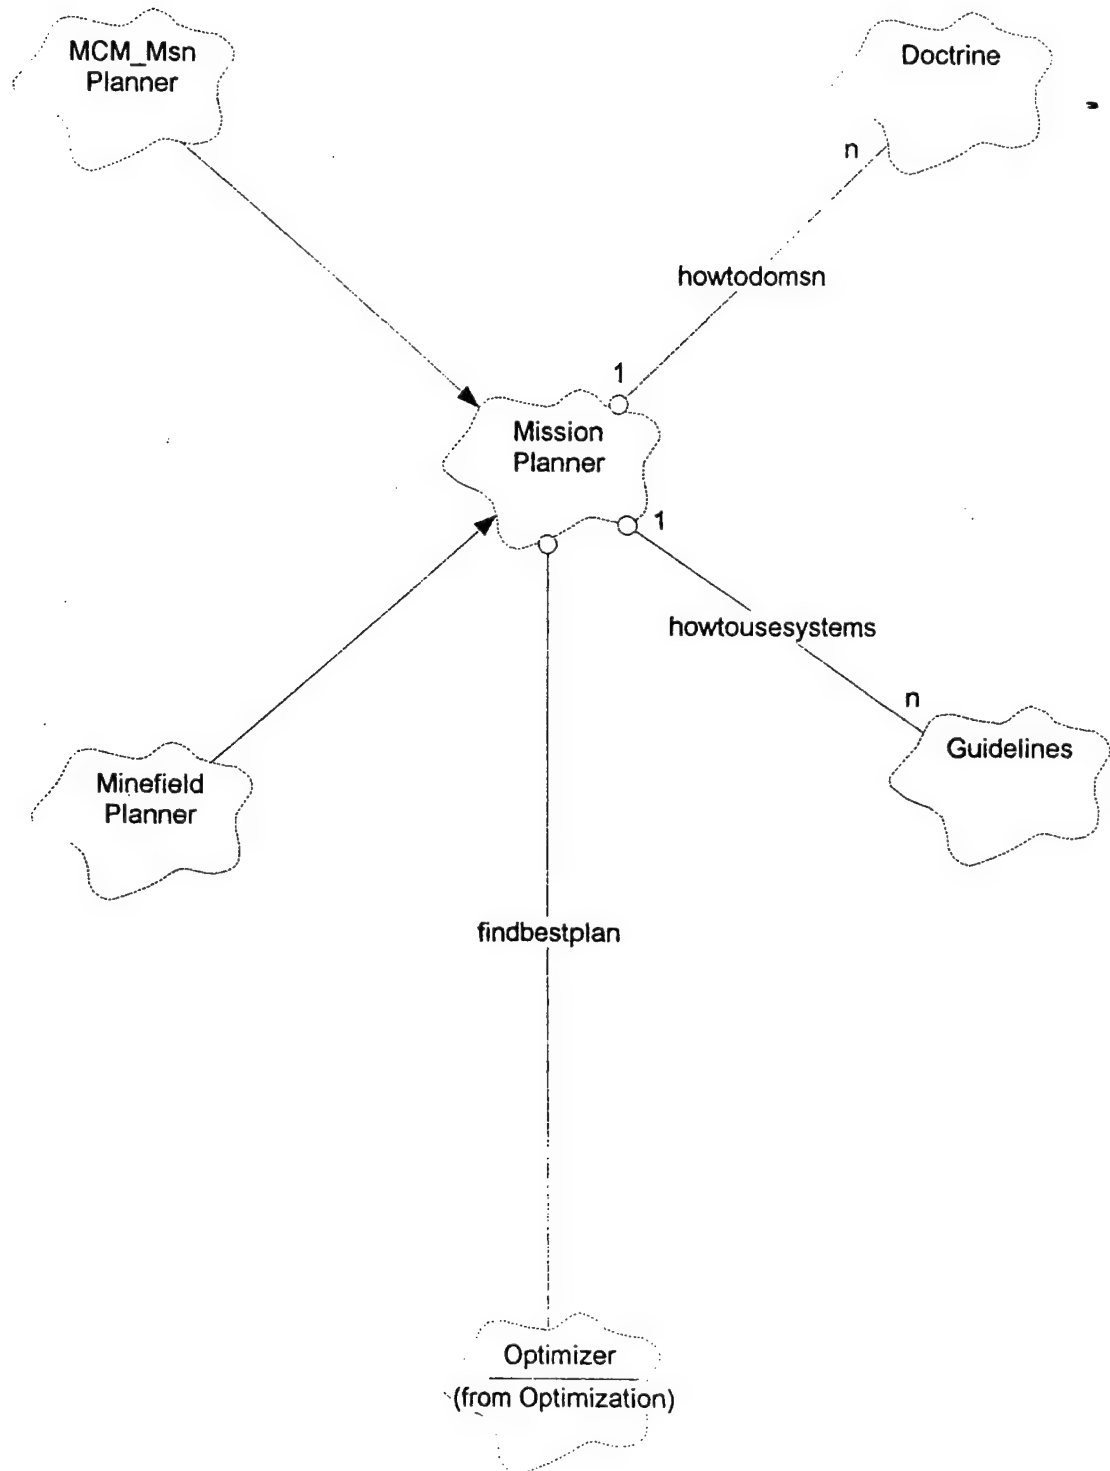 MCM_Msn
Planner
Doctrine
n
howtodomsn
1
Mission
Planner
1
howtousesystems
n
Guidelines
Minefield
Planner
findbestplan
Optimizer
(from Optimization)